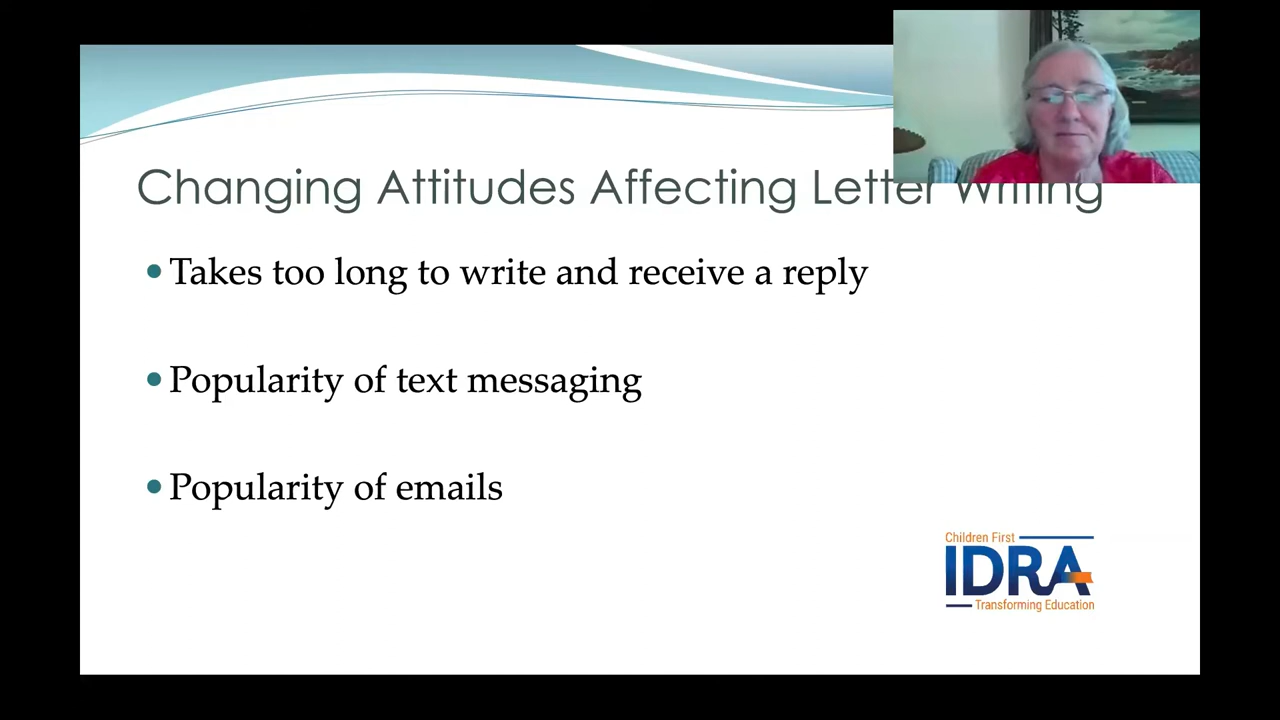 Changing Attitudes Affecting Letter Writing
•Takes too long to write and receive a reply
•Popularity of text messaging
•Popularity of emails
Children First
IDRA
Transforming Education